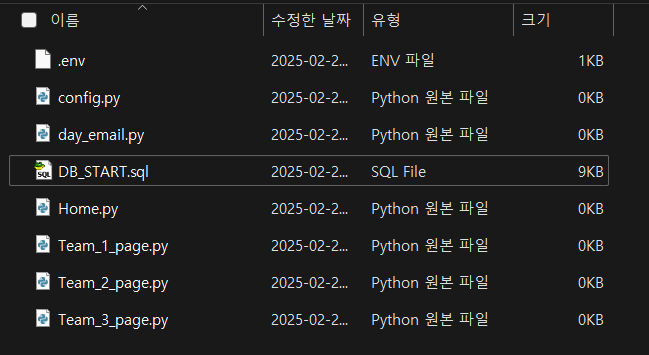 이름 수정한 날짜 유형 크기
.env 2025-02-2... ENV 파일 1KB
config.py 2025-02-2... Python 원본 파일 0KB
day_email.py 2025-02-2... Python 원본 파일 0KB
DB_START.sql 2025-02-2... SQL File 9KB
Home.py 2025-02-2... Python 원본 파일 0KB
Team_1_page.py 2025-02-2... Python 원본 파일 0KB
Team_2_page.py 2025-02-2... Python 원본 파일 0KB
Team_3_page.py 2025-02-2... Python 원본 파일 0KB